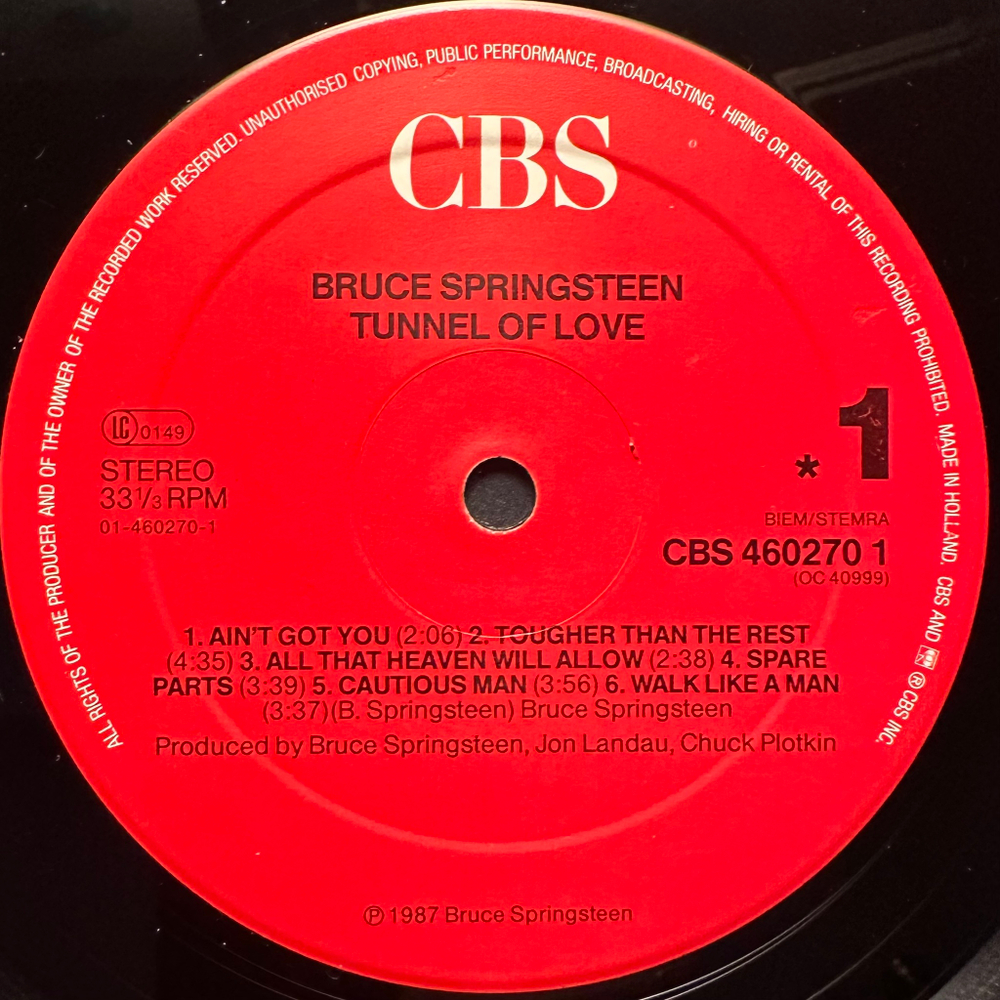 ALL RIGHTS OF THE PRODUCER AND OF THE OWNER OF THE RECORDED WORK RESERVED. UNAUTHORISED COPYING, PUBLIC PERFORMANCE, BROADCASTING, HIRING OR RENTAL OF THIS RECORDING PROHIBITED. MADE IN HOLLAND. CBS AND ® CBS INC.
CBS
BRUCE SPRINGSTEEN
TUNNEL OF LOVE
LC 0149
STEREO
33 1/3 RPM
01-460270-1
* 1
BIEM/STEMRA
CBS 460270 1
(OC 40999)
1. AIN'T GOT YOU (2:06) 2. TOUGHER THAN THE REST
(4:35) 3. ALL THAT HEAVEN WILL ALLOW (2:38) 4. SPARE
PARTS (3:39) 5. CAUTIOUS MAN (3:56) 6. WALK LIKE A MAN
(3:37) (B. Springsteen) Bruce Springsteen
Produced by Bruce Springsteen, Jon Landau, Chuck Plotkin
℗ 1987 Bruce Springsteen